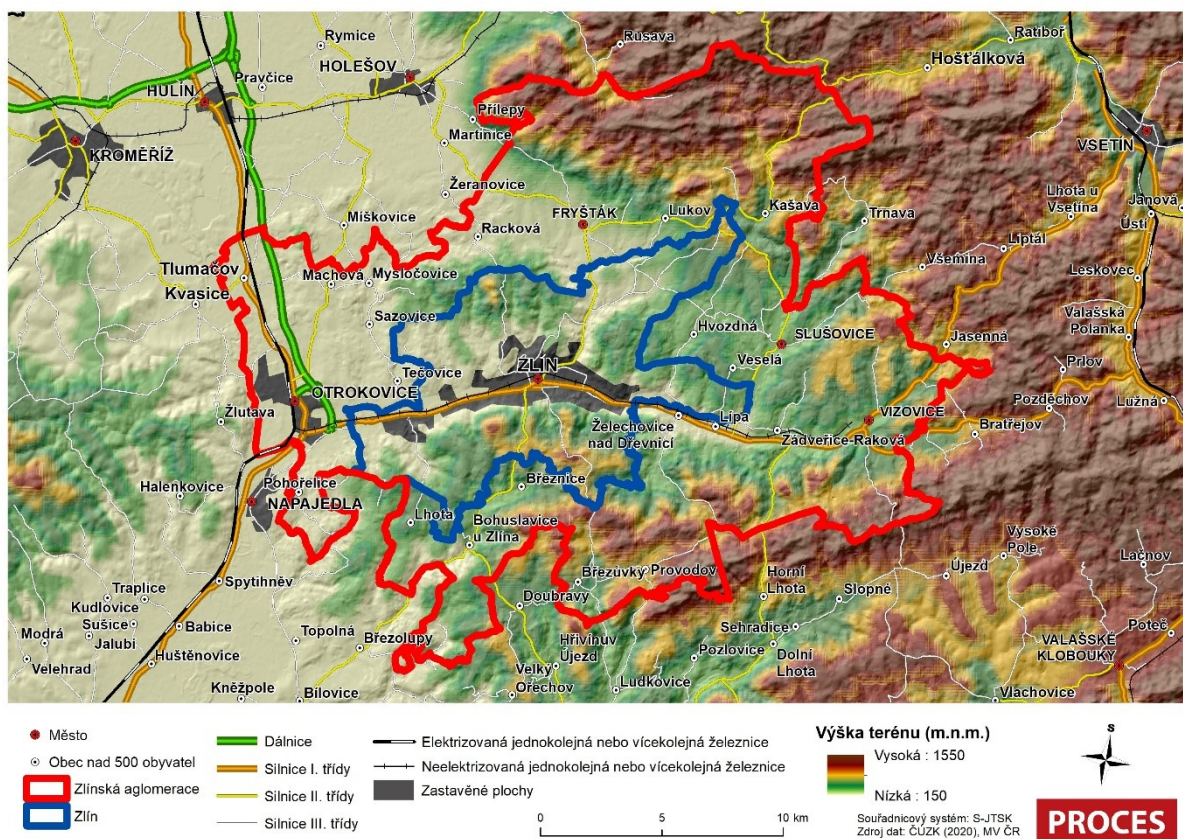 Rusava
Ratiboř
Rymice
HOLEŠOV
Hošťálková
Pravčice
HULÍN
Přílepy
Martinice
VSETÍN
KROMĚŘÍŽ
Žeranovice
Lhota u
Vsetína
Janová
Míškovice
FRYŠTÁK
Lukov
Kašava
Trnava
Ústí
Racková
Liptál
Tlumačov
Machová
Mysločovice
Všemina
Leskovec
Kvasice
Sazovice
Hvozdná
SLUŠOVICE
Jasenná
Valašská
Polanka
Veselá
Prlov
Tečovice
ZLÍN
OTROKOVICE
Žlutava
Želechovice
nad Dřevnicí
Lípa
VIZOVICE
Pozděchov
Lužná
Zádveřice-Raková
Bratřejov
Halenkovice
Pohořelice
NAPAJEDLA
Březnice
Lhota
Bohuslavice
u Zlína
Vysoké
Pole
Lačnov
Spytihněv
Březůvky
Provodov
Horní
Lhota
Újezd
Slopné
Traplice
Kudlovice
Sušice
Doubravy
Modrá
Jalubí
Babice
Topolná
Březolupy
Hřivínův
Újezd
Sehradice
Poteč
Velehrad
Huštěnovice
Pozlovice
Dolní
Lhota
VALAŠSKÉ
KLOBOUKY
Velký
Ořechov
Ludkovice
Kněžpole
Bílovice
Vlachovice
Město
Obec nad 500 obyvatel
Zlínská aglomerace
Zlín
Dálnice
Silnice I. třídy
Silnice II. třídy
Silnice III. třídy
Elektrizovaná jednokolejná nebo vícekolejná železnice
Neelektrizovaná jednokolejná nebo vícekolejná železnice
Zastavěné plochy
0 5 10 km
Výška terénu (m.n.m.)
Vysoká : 1550
Nízká : 150
S
Souřadnicový systém: S-JTSK
Zdroj dat: ČÚZK (2020), MV ČR
PROCES